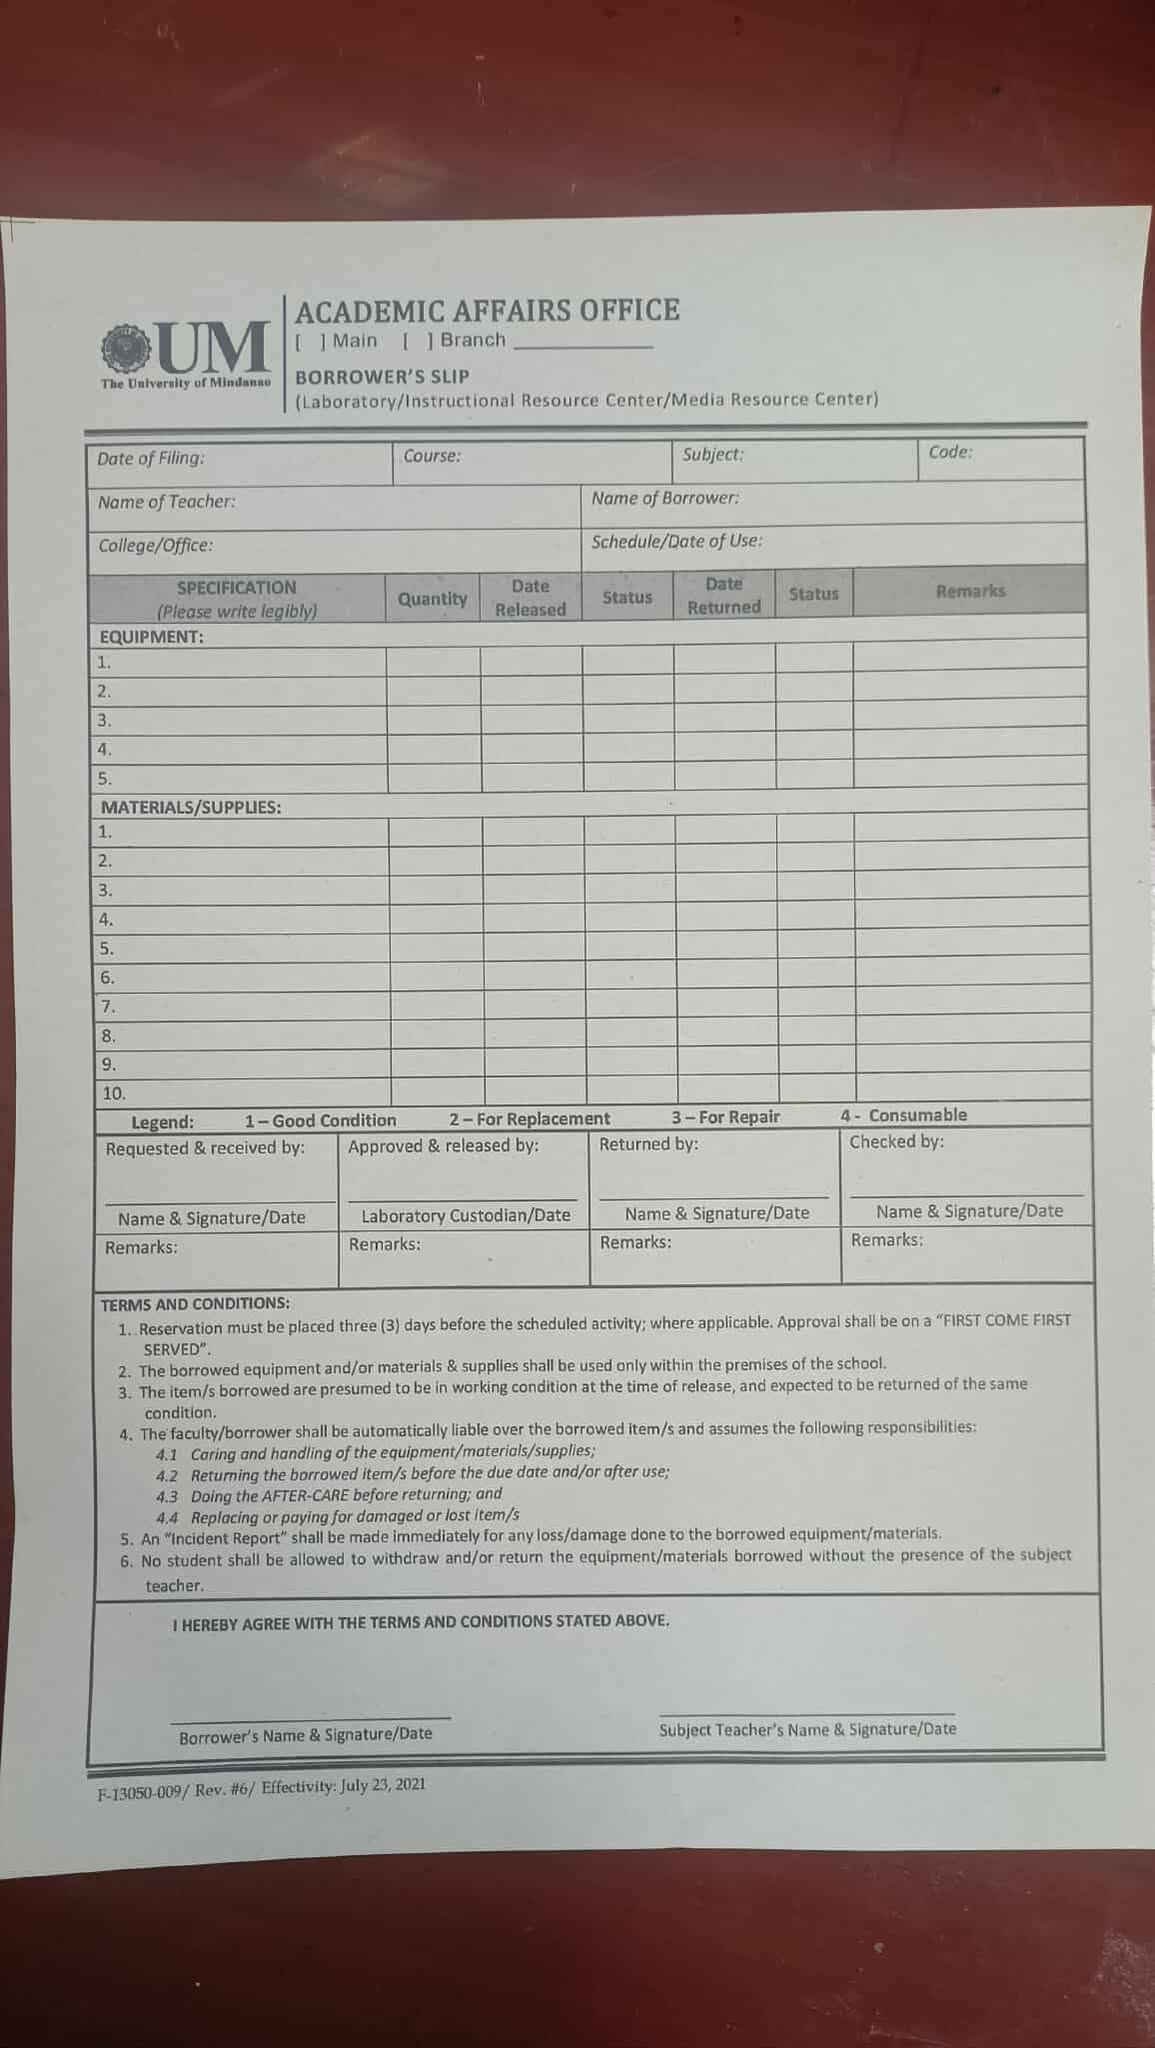 UM
The University of Mindanao
ACADEMIC AFFAIRS OFFICE
[ ] Main [ ] Branch ____________
BORROWER'S SLIP
(Laboratory/Instructional Resource Center/Media Resource Center)
Date of Filing: Course: Subject: Code:
Name of Teacher: Name of Borrower:
College/Office: Schedule/Date of Use:
SPECIFICATION (Please write legibly) Quantity Date Released Status Date Returned Status Remarks
EQUIPMENT:
1.
2.
3.
4.
5.
MATERIALS/SUPPLIES:
1.
2.
3.
4.
5.
6.
7.
8.
9.
10.
Legend: 1 – Good Condition 2 – For Replacement 3 – For Repair 4 - Consumable
Requested & received by: Approved & released by: Returned by: Checked by:
Name & Signature/Date Laboratory Custodian/Date Name & Signature/Date Name & Signature/Date
Remarks: Remarks: Remarks: Remarks:
TERMS AND CONDITIONS:
1. Reservation must be placed three (3) days before the scheduled activity; where applicable. Approval shall be on a "FIRST COME FIRST
SERVED".
2. The borrowed equipment and/or materials & supplies shall be used only within the premises of the school.
3. The item/s borrowed are presumed to be in working condition at the time of release, and expected to be returned of the same
condition.
4. The faculty/borrower shall be automatically liable over the borrowed item/s and assumes the following responsibilities:
4.1 Caring and handling of the equipment/materials/supplies;
4.2 Returning the borrowed item/s before the due date and/or after use;
4.3 Doing the AFTER-CARE before returning; and
4.4 Replacing or paying for damaged or lost item/s
5. An "Incident Report" shall be made immediately for any loss/damage done to the borrowed equipment/materials.
6. No student shall be allowed to withdraw and/or return the equipment/materials borrowed without the presence of the subject
teacher.
I HEREBY AGREE WITH THE TERMS AND CONDITIONS STATED ABOVE.
Borrower's Name & Signature/Date Subject Teacher's Name & Signature/Date
F-13050-009/ Rev. #6/ Effectivity: July 23, 2021